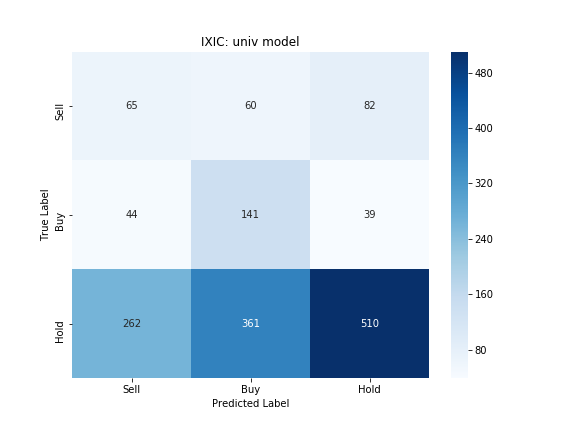 IXIC: univ model
Sell
65 60 82
480
400
320
240
160
80
True Label
Buy
44 141 39
Hold
262 361 510
Sell Buy Hold
Predicted Label